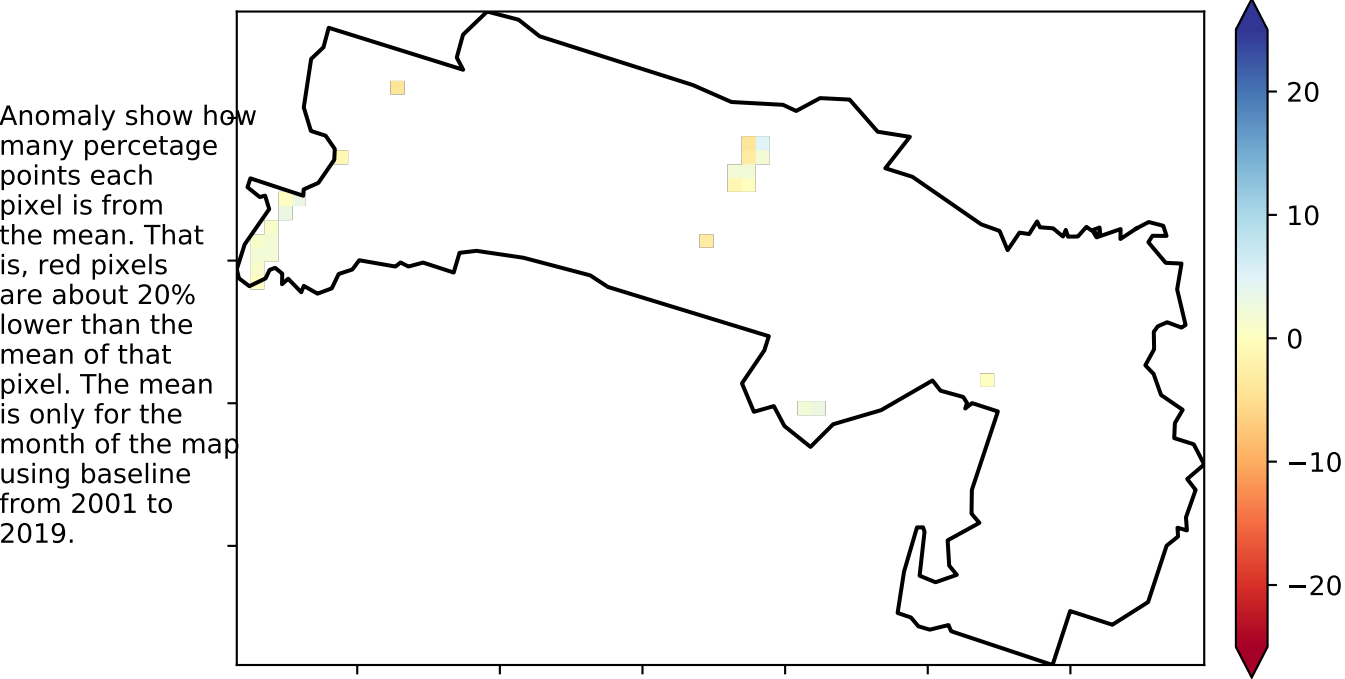 Anomaly show how
many percetage
points each
pixel is from
the mean. That
is, red pixels
are about 20%
lower than the
mean of that
pixel. The mean
is only for the
month of the map
using baseline
from 2001 to
2019.
20
10
0
−10
−20